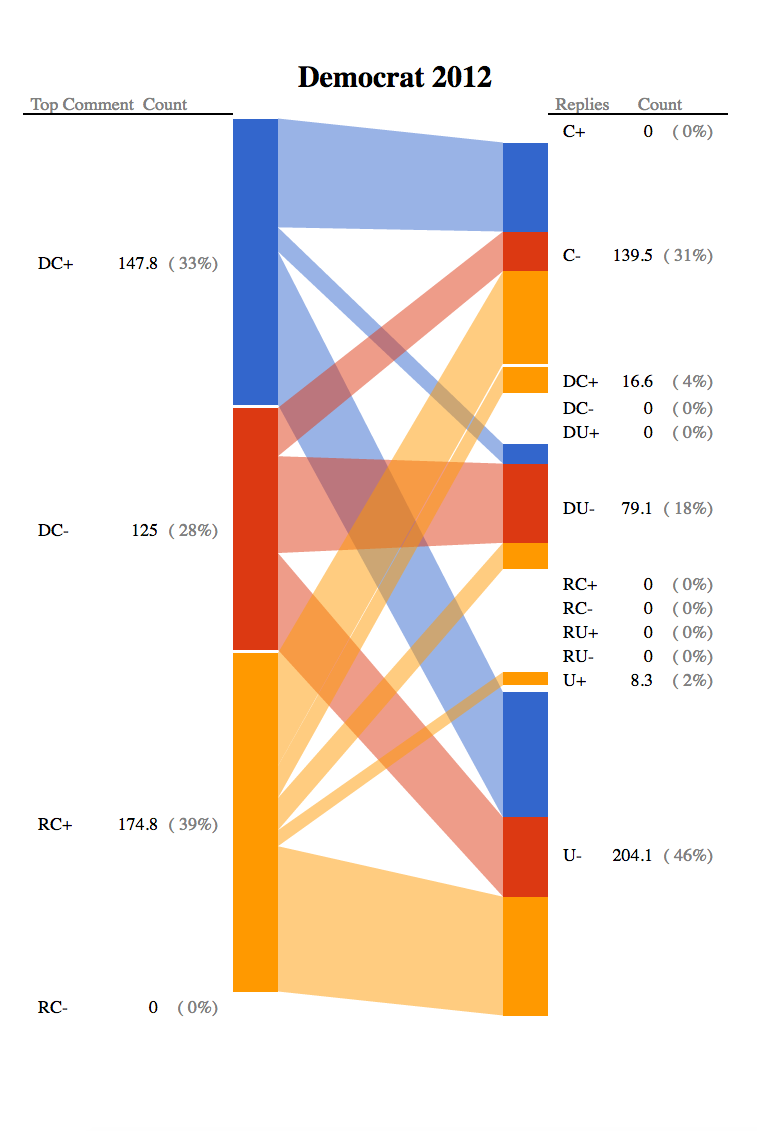 Democrat 2012
Top Comment Count
Replies Count
C+ 0 ( 0%)
DC+ 147.8 ( 33%)
C- 139.5 ( 31%)
DC+ 16.6 ( 4%)
DC- 0 ( 0%)
DU+ 0 ( 0%)
DC- 125 ( 28%)
DU- 79.1 ( 18%)
RC+ 0 ( 0%)
RC- 0 ( 0%)
RU+ 0 ( 0%)
RU- 0 ( 0%)
U+ 8.3 ( 2%)
RC+ 174.8 ( 39%)
U- 204.1 ( 46%)
RC- 0 ( 0%)